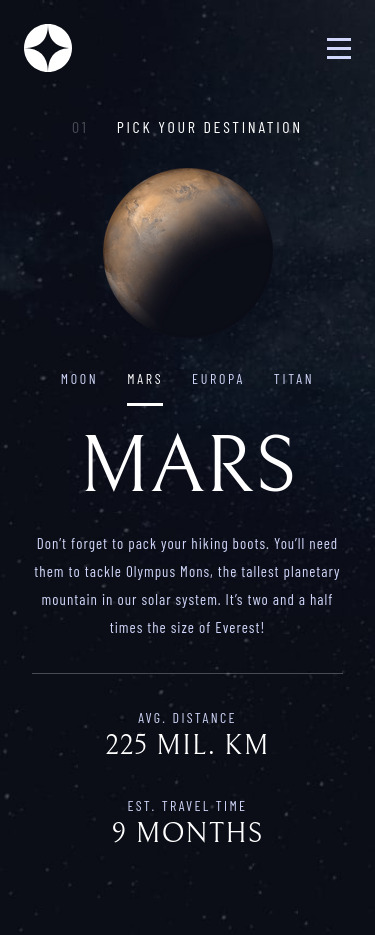 01 PICK YOUR DESTINATION
MOON MARS EUROPA TITAN
MARS
Don’t forget to pack your hiking boots. You’ll need
them to tackle Olympus Mons, the tallest planetary
mountain in our solar system. It’s two and a half
times the size of Everest!
AVG. DISTANCE
225 MIL. KM
EST. TRAVEL TIME
9 MONTHS